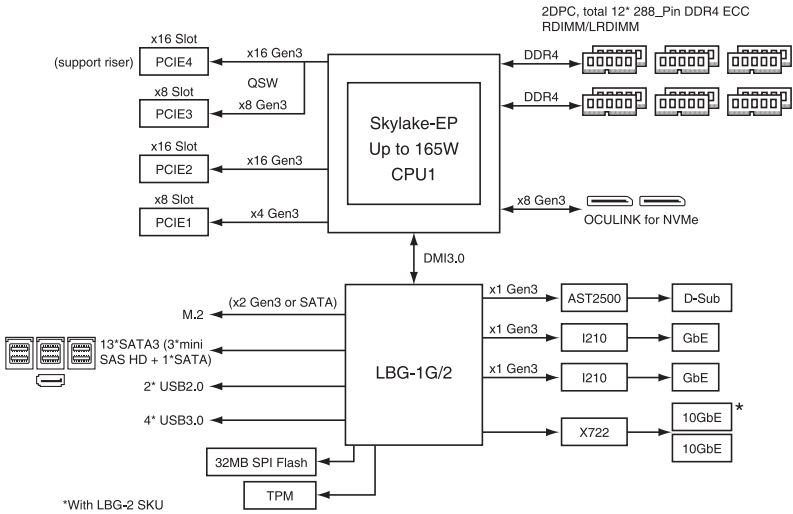 2DPC, total 12* 288_Pin DDR4 ECC
RDIMM/LRDIMM
x16 Slot
(support riser)
PCIE4
x16 Gen3
QSW
x8 Slot
PCIE3
x8 Gen3
x16 Slot
PCIE2
x16 Gen3
x8 Slot
PCIE1
x4 Gen3
Skylake-EP
Up to 165W
CPU1
DDR4
DDR4
x8 Gen3
OCULINK for NVMe
DMI3.0
LBG-1G/2
M.2
(x2 Gen3 or SATA)
13*SATA3 (3*mini
SAS HD + 1*SATA)
2* USB2.0
4* USB3.0
32MB SPI Flash
TPM
x1 Gen3
AST2500
D-Sub
x1 Gen3
I210
GbE
x1 Gen3
I210
GbE
X722
10GbE
*
10GbE
*With LBG-2 SKU